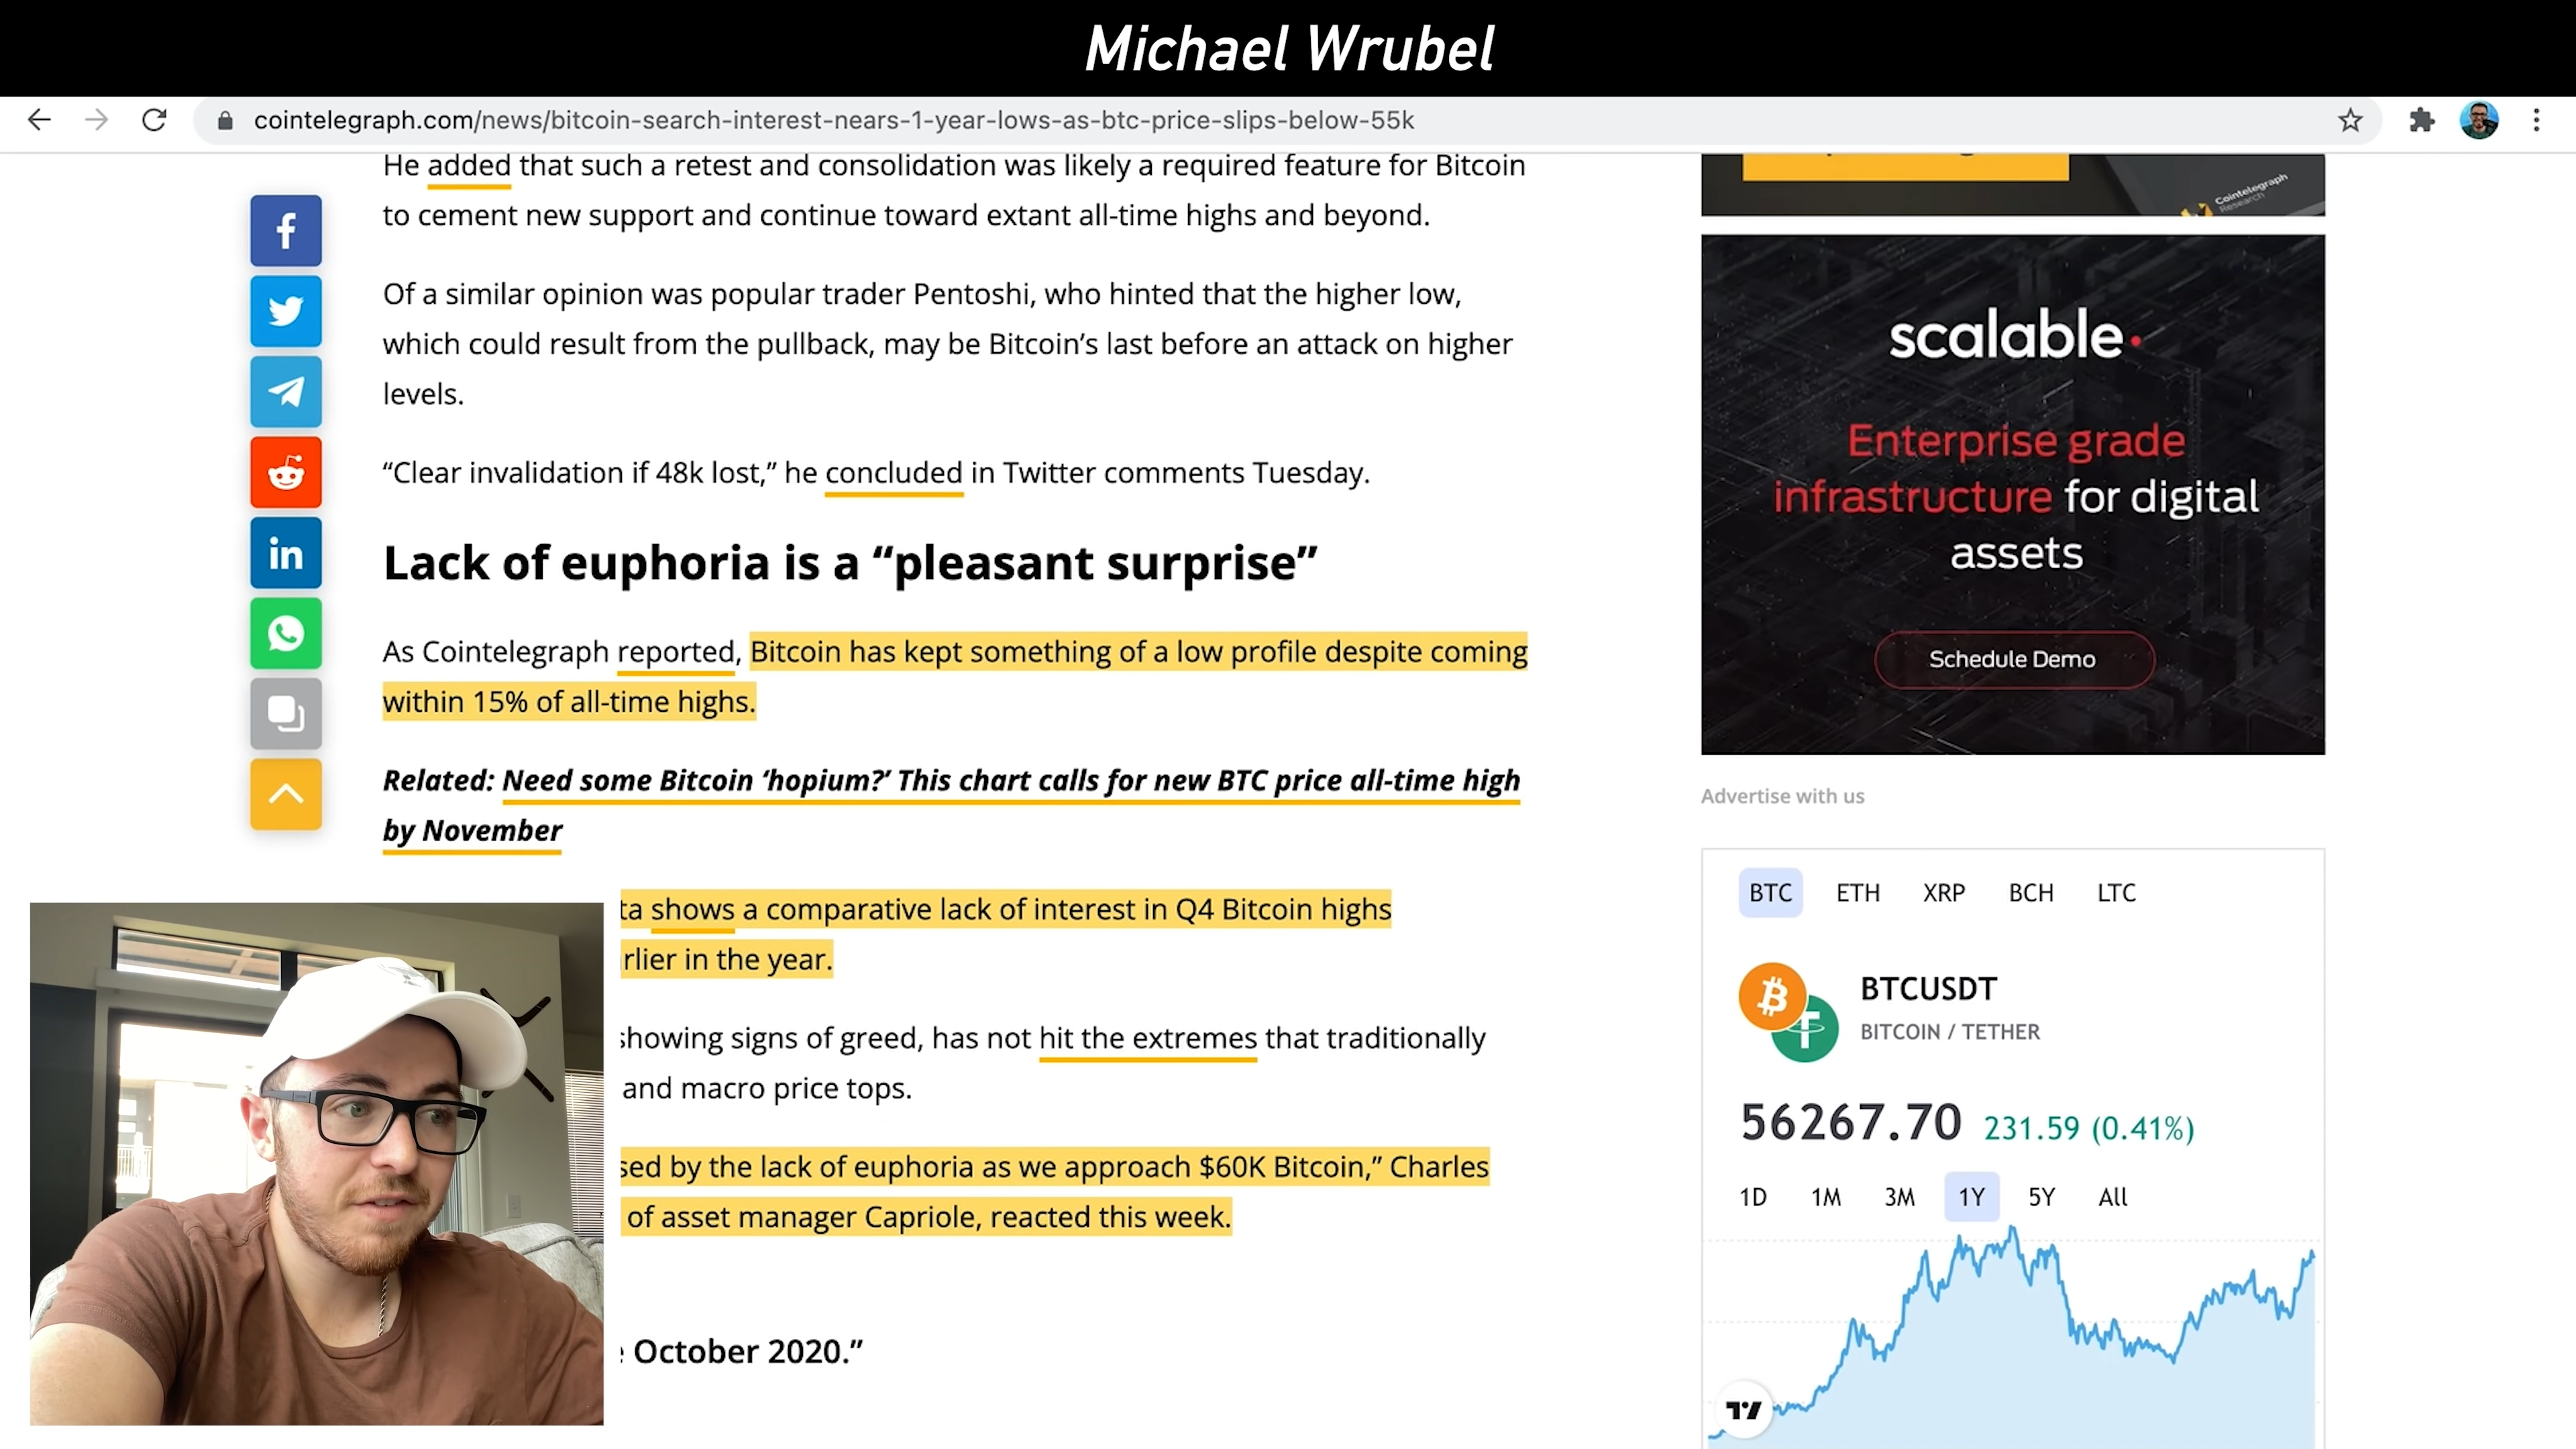 Michael Wrubel
cointelegraph.com/news/bitcoin-search-interest-nears-1-year-lows-as-btc-price-slips-below-55k
He added that such a retest and consolidation was likely a required feature for Bitcoin
to cement new support and continue toward extant all-time highs and beyond.
Of a similar opinion was popular trader Pentoshi, who hinted that the higher low,
which could result from the pullback, may be Bitcoin’s last before an attack on higher
levels.
“Clear invalidation if 48k lost,” he concluded in Twitter comments Tuesday.
Lack of euphoria is a “pleasant surprise”
As Cointelegraph reported, Bitcoin has kept something of a low profile despite coming
within 15% of all-time highs.
Related: Need some Bitcoin ‘hopium?’ This chart calls for new BTC price all-time high
by November
ta shows a comparative lack of interest in Q4 Bitcoin highs
rlier in the year.
showing signs of greed, has not hit the extremes that traditionally
and macro price tops.
sed by the lack of euphoria as we approach $60K Bitcoin,” Charles
of asset manager Capriole, reacted this week.
October 2020.”
Cointelegraph
Research
scalable
Enterprise grade
infrastructure for digital
assets
Schedule Demo
Advertise with us
BTC ETH XRP BCH LTC
BTCUSDT
BITCOIN / TETHER
56267.70 231.59 (0.41%)
1D 1M 3M 1Y 5Y All